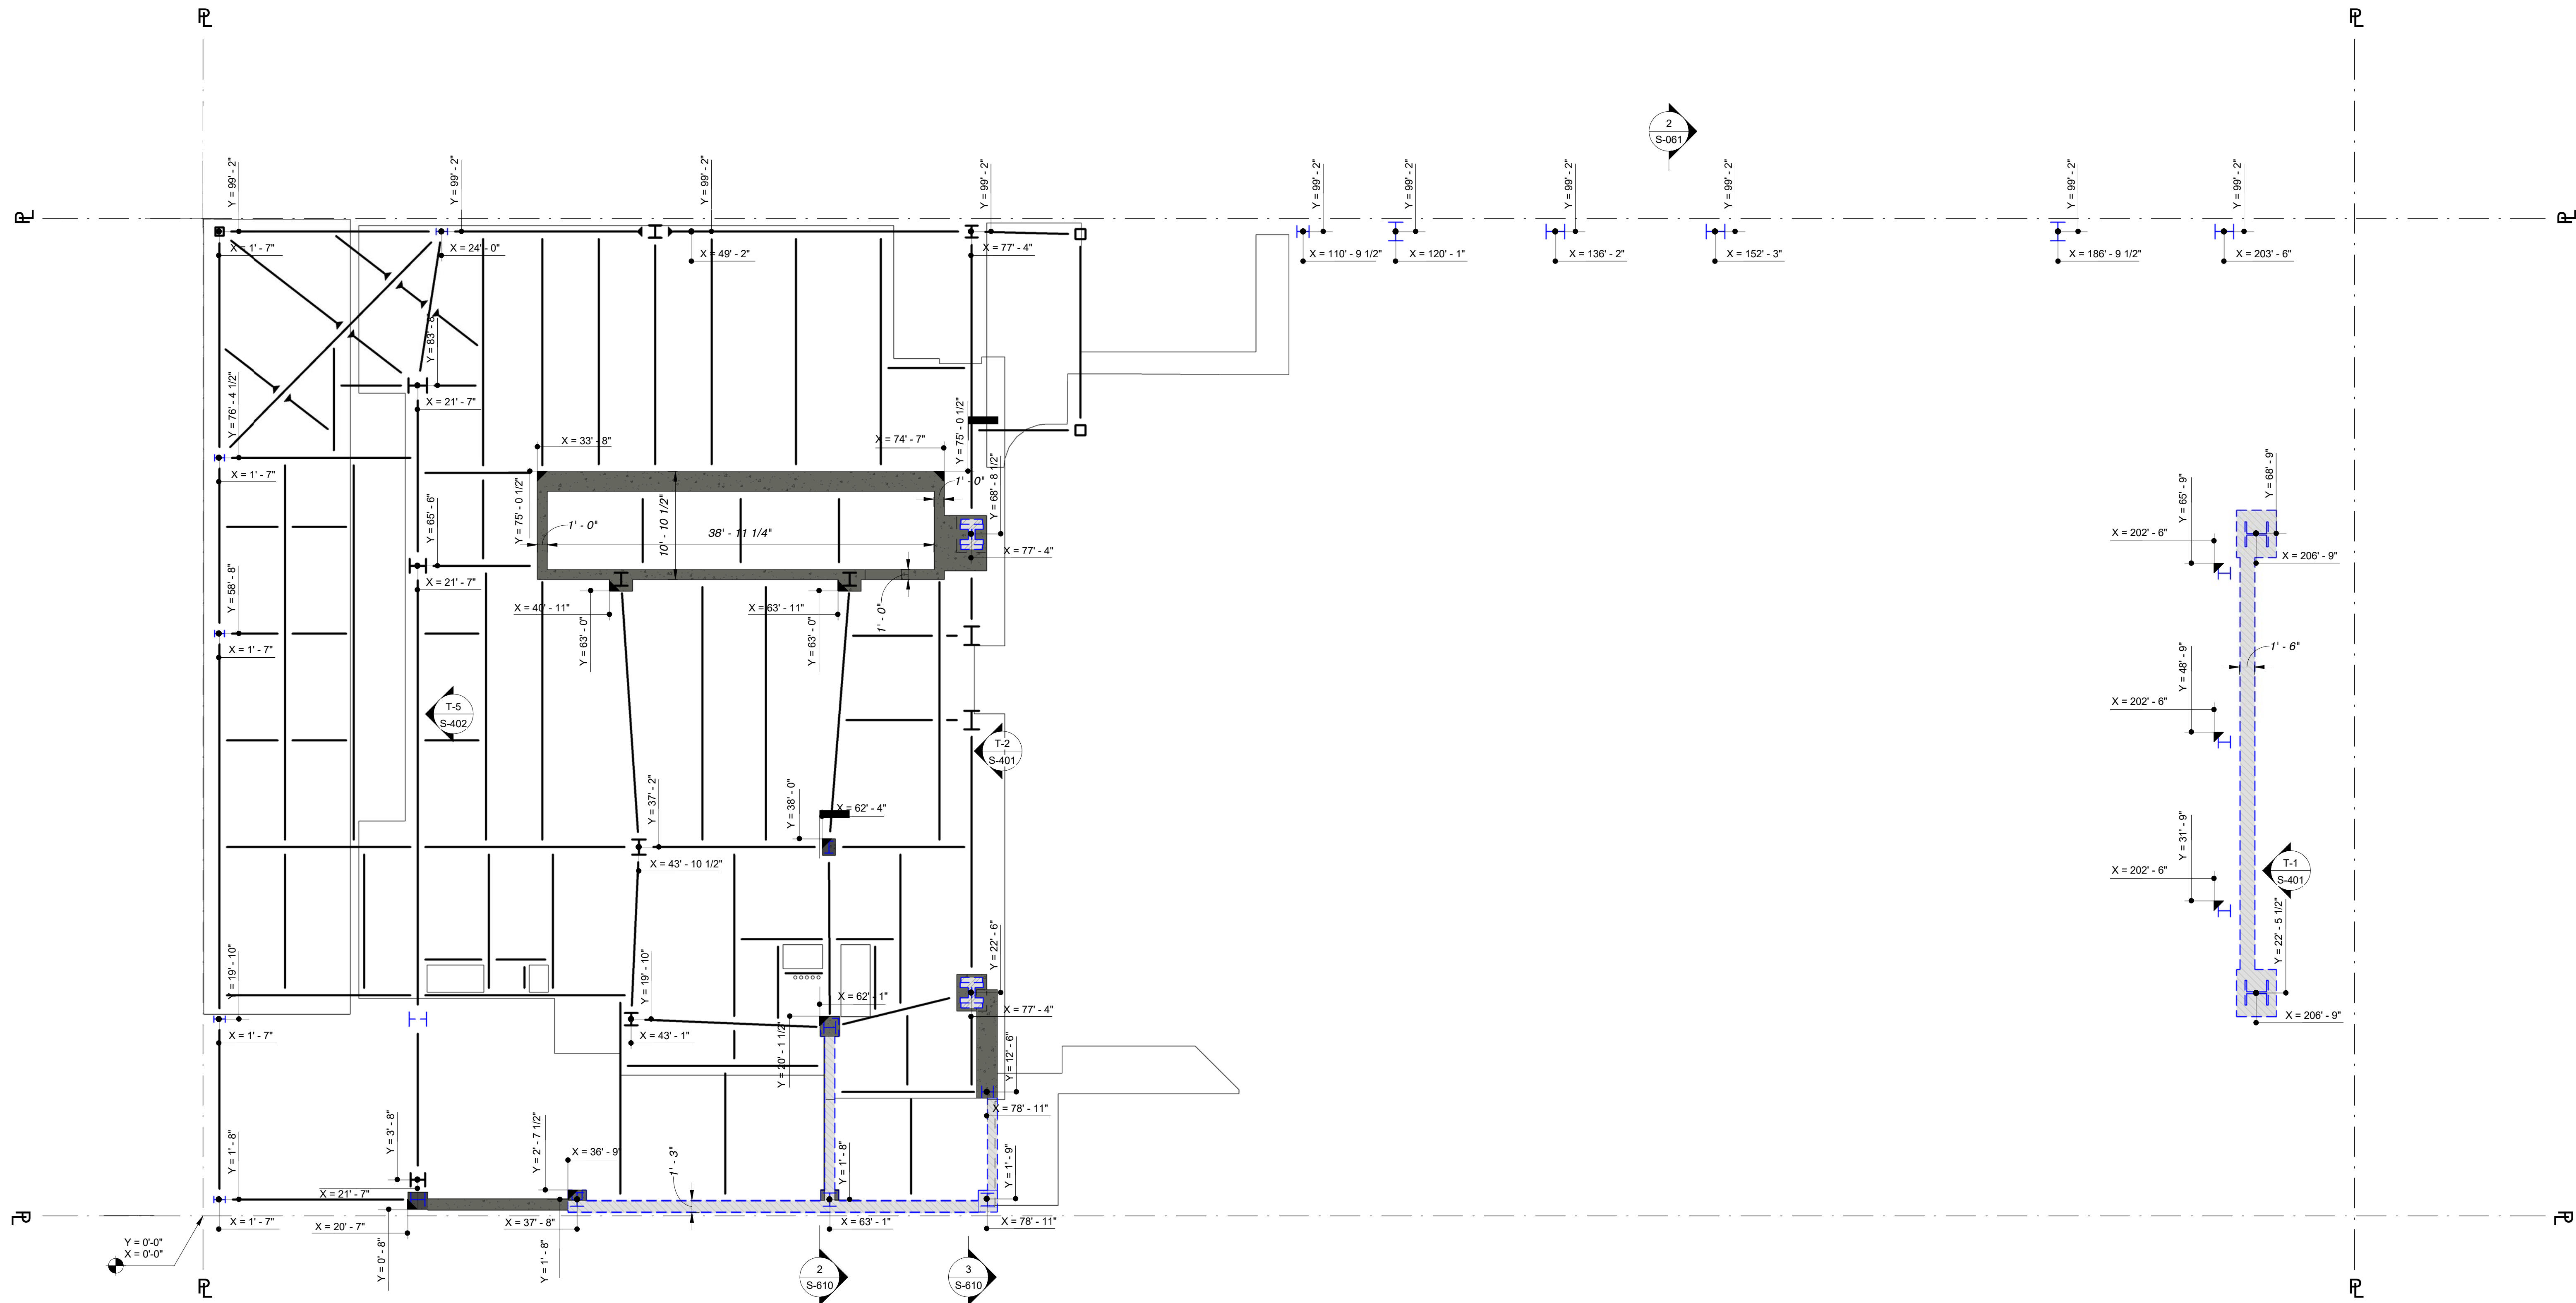 PL
PL
2
S-061
Y = 99' - 2"
Y = 99' - 2"
Y = 99' - 2"
Y = 99' - 2"
Y = 99' - 2"
Y = 99' - 2"
Y = 99' - 2"
Y = 99' - 2"
Y = 99' - 2"
Y = 99' - 2"
PL
PL
X = 1' - 7"
X = 24' - 0"
X = 49' - 2"
X = 77' - 4"
X = 110' - 9 1/2"
X = 120' - 1"
X = 136' - 2"
X = 152' - 3"
X = 186' - 9 1/2"
X = 203' - 6"
Y = 83' - 8"
Y = 76' - 4 1/2"
X = 21' - 7"
X = 33' - 8"
X = 74' - 7"
Y = 75' - 0 1/2"
X = 1' - 7"
1' - 0"
Y = 68' - 8 1/2"
Y = 65' - 6"
Y = 75' - 0 1/2"
1' - 0"
10' - 10 1/2"
38' - 11 1/4"
X = 77' - 4"
Y = 65' - 9"
Y = 68' - 9"
X = 202' - 6"
X = 206' - 9"
Y = 58' - 8"
X = 21' - 7"
X = 40' - 11"
X = 63' - 11"
1' - 0"
Y = 63' - 0"
Y = 63' - 0"
X = 1' - 7"
1' - 6"
Y = 48' - 9"
X = 202' - 6"
T-5
S-402
T-2
S-401
Y = 37' - 2"
Y = 38' - 0"
X = 62' - 4"
X = 43' - 10 1/2"
Y = 31' - 9"
X = 202' - 6"
T-1
S-401
Y = 22' - 5 1/2"
Y = 19' - 10"
Y = 19' - 10"
Y = 22' - 6"
X = 62' - 1"
X = 77' - 4"
X = 206' - 9"
X = 1' - 7"
X = 43' - 1"
Y = 20' - 1 1/2"
Y = 12' - 6"
X = 78' - 11"
Y = 1' - 8"
Y = 3' - 8"
Y = 2' - 7 1/2"
X = 36' - 9"
1' - 3"
Y = 1' - 8"
Y = 1' - 9"
X = 21' - 7"
PL
PL
X = 1' - 7"
X = 20' - 7"
X = 37' - 8"
X = 63' - 1"
X = 78' - 11"
Y = 0'-0"
X = 0'-0"
Y = 0' - 8"
Y = 1' - 8"
2
S-610
3
S-610
PL
PL